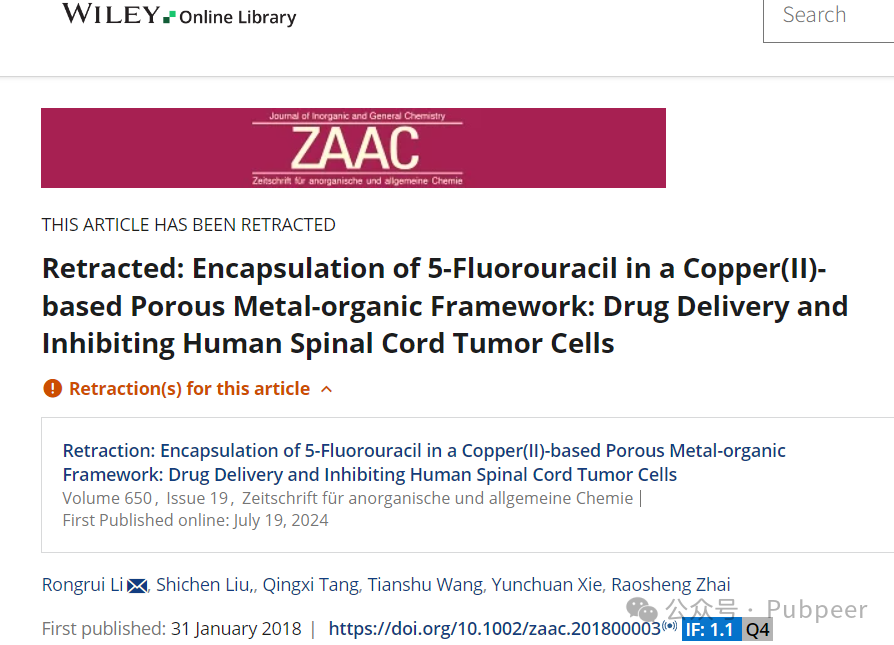 WILEY Online Library
Search
Journal of Inorganic and General Chemistry
ZAAC
Zeitschrift für anorganische und allgemeine Chemie
THIS ARTICLE HAS BEEN RETRACTED
Retracted: Encapsulation of 5-Fluorouracil in a Copper(II)-
based Porous Metal-organic Framework: Drug Delivery and
Inhibiting Human Spinal Cord Tumor Cells
Retraction(s) for this article
Retraction: Encapsulation of 5-Fluorouracil in a Copper(II)-based Porous Metal-organic
Framework: Drug Delivery and Inhibiting Human Spinal Cord Tumor Cells
Volume 650, Issue 19, Zeitschrift für anorganische und allgemeine Chemie |
First Published online: July 19, 2024
Rongrui Li, Shichen Liu,, Qingxi Tang, Tianshu Wang, Yunchuan Xie, Raosheng Zhai
公众号 · Pubpeer
First published: 31 January 2018 | https://doi.org/10.1002/zaac.201800003 IF: 1.1 Q4